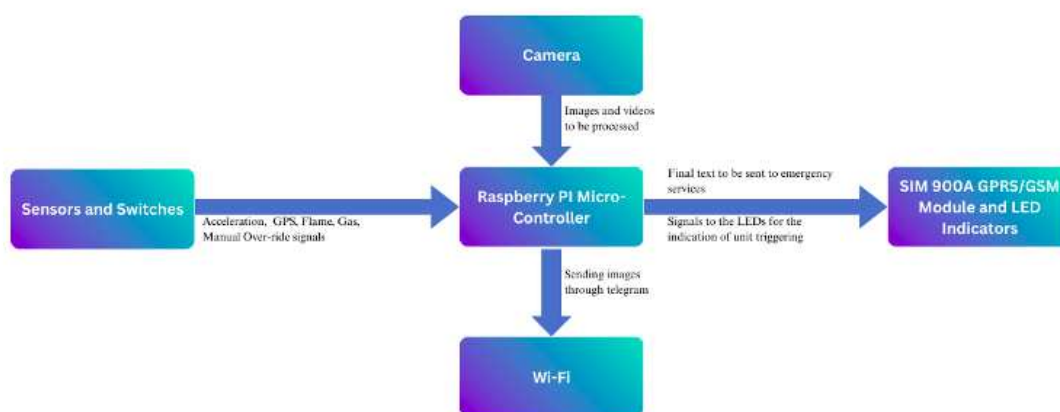 Camera
Images and videos
to be processed
Sensors and Switches
Acceleration, GPS, Flame, Gas,
Manual Over-ride signals
Raspberry PI Micro-
Controller
Final text to be sent to emergency
services
Signals to the LEDs for the
indication of unit triggering
SIM 900A GPRS/GSM
Module and LED
Indicators
Sending images
through telegram
Wi-Fi